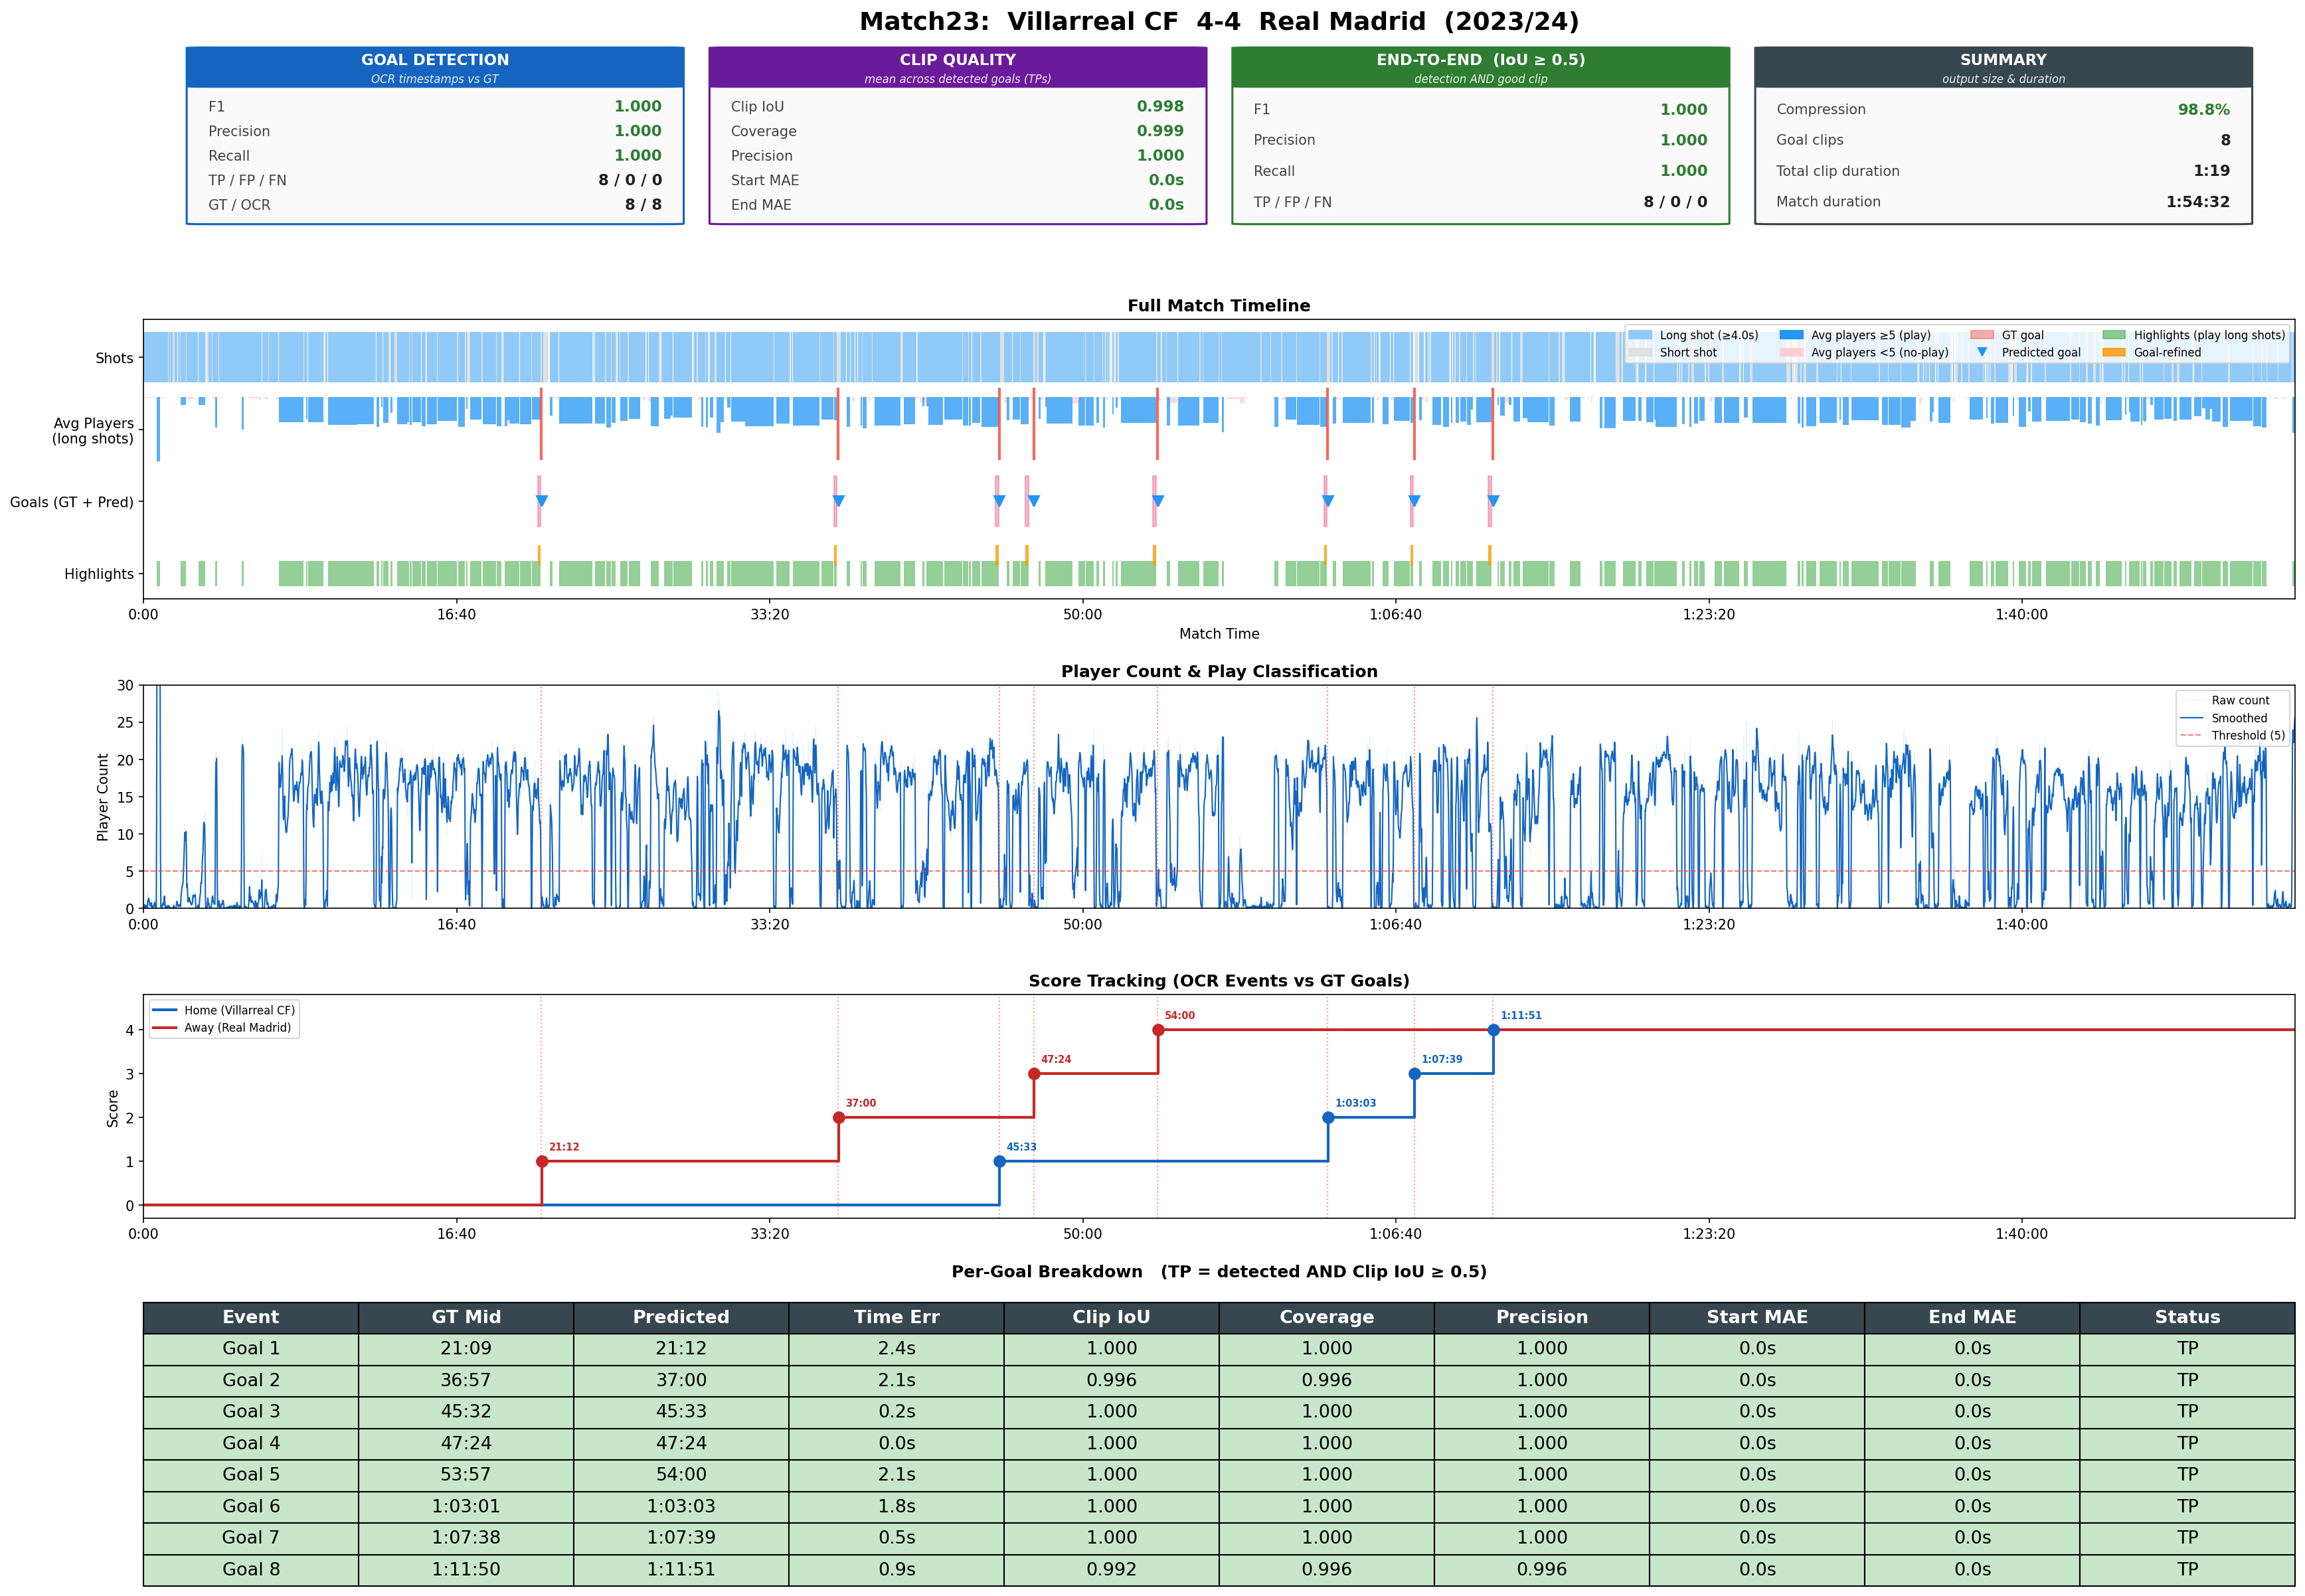 Match23:  Villarreal CF  4-4  Real Madrid  (2023/24)
GOAL DETECTION
OCR timestamps vs GT
F1 1.000
Precision 1.000
Recall 1.000
TP / FP / FN 8 / 0 / 0
GT / OCR 8 / 8
CLIP QUALITY
mean across detected goals (TPs)
Clip IoU 0.998
Coverage 0.999
Precision 1.000
Start MAE 0.0s
End MAE 0.0s
END-TO-END  (IoU ≥ 0.5)
detection AND good clip
F1 1.000
Precision 1.000
Recall 1.000
TP / FP / FN 8 / 0 / 0
SUMMARY
output size & duration
Compression 98.8%
Goal clips 8
Total clip duration 1:19
Match duration 1:54:32
Full Match Timeline
Long shot (≥4.0s) Avg players ≥5 (play) GT goal Highlights (play long shots)
Short shot Avg players <5 (no-play) Predicted goal Goal-refined
Shots
Avg Players
(long shots)
Goals (GT + Pred)
Highlights
0:00 16:40 33:20 50:00 1:06:40 1:23:20 1:40:00
Match Time
Player Count & Play Classification
Raw count
Smoothed
Threshold (5)
Player Count
30
25
20
15
10
5
0
0:00 16:40 33:20 50:00 1:06:40 1:23:20 1:40:00
Score Tracking (OCR Events vs GT Goals)
Home (Villarreal CF)
Away (Real Madrid)
Score
4
3
2
1
0
21:12
37:00
45:33
47:24
54:00
1:03:03
1:07:39
1:11:51
0:00 16:40 33:20 50:00 1:06:40 1:23:20 1:40:00
Per-Goal Breakdown   (TP = detected AND Clip IoU ≥ 0.5)
Event GT Mid Predicted Time Err Clip IoU Coverage Precision Start MAE End MAE Status
Goal 1 21:09 21:12 2.4s 1.000 1.000 1.000 0.0s 0.0s TP
Goal 2 36:57 37:00 2.1s 0.996 0.996 1.000 0.0s 0.0s TP
Goal 3 45:32 45:33 0.2s 1.000 1.000 1.000 0.0s 0.0s TP
Goal 4 47:24 47:24 0.0s 1.000 1.000 1.000 0.0s 0.0s TP
Goal 5 53:57 54:00 2.1s 1.000 1.000 1.000 0.0s 0.0s TP
Goal 6 1:03:01 1:03:03 1.8s 1.000 1.000 1.000 0.0s 0.0s TP
Goal 7 1:07:38 1:07:39 0.5s 1.000 1.000 1.000 0.0s 0.0s TP
Goal 8 1:11:50 1:11:51 0.9s 0.992 0.996 0.996 0.0s 0.0s TP